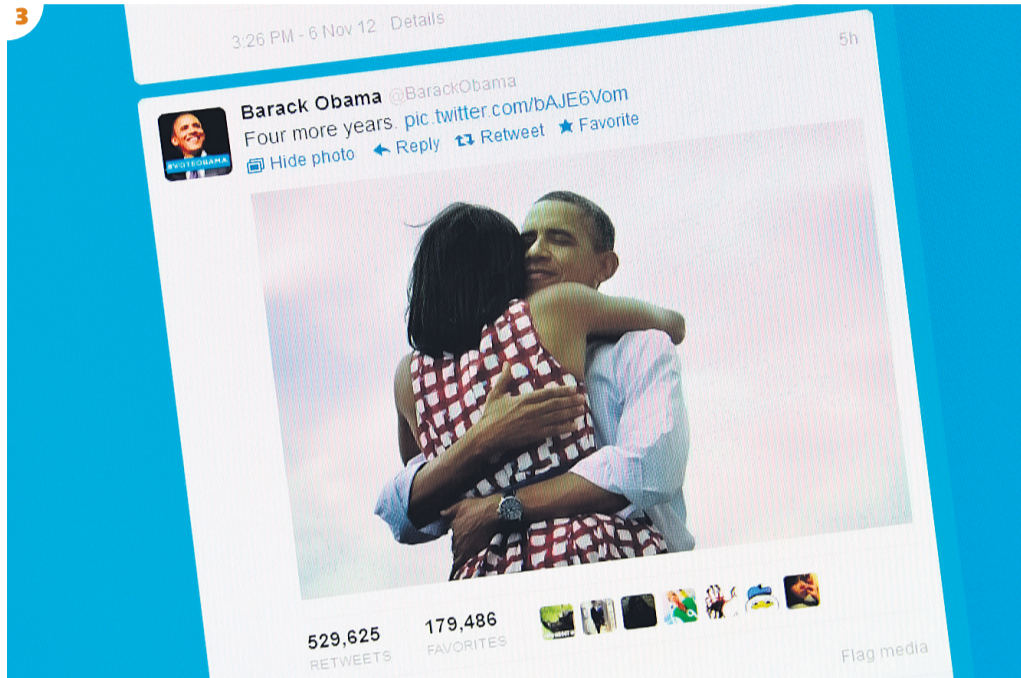 3
3:26 PM - 6 Nov 12 Details
5h
Barack Obama @BarackObama
Four more years. pic.twitter.com/bAJE6Vom
Hide photo Reply Retweet Favorite
#VOTEOBAMA
529,625 179,486
RETWEETS FAVORITES
Flag media